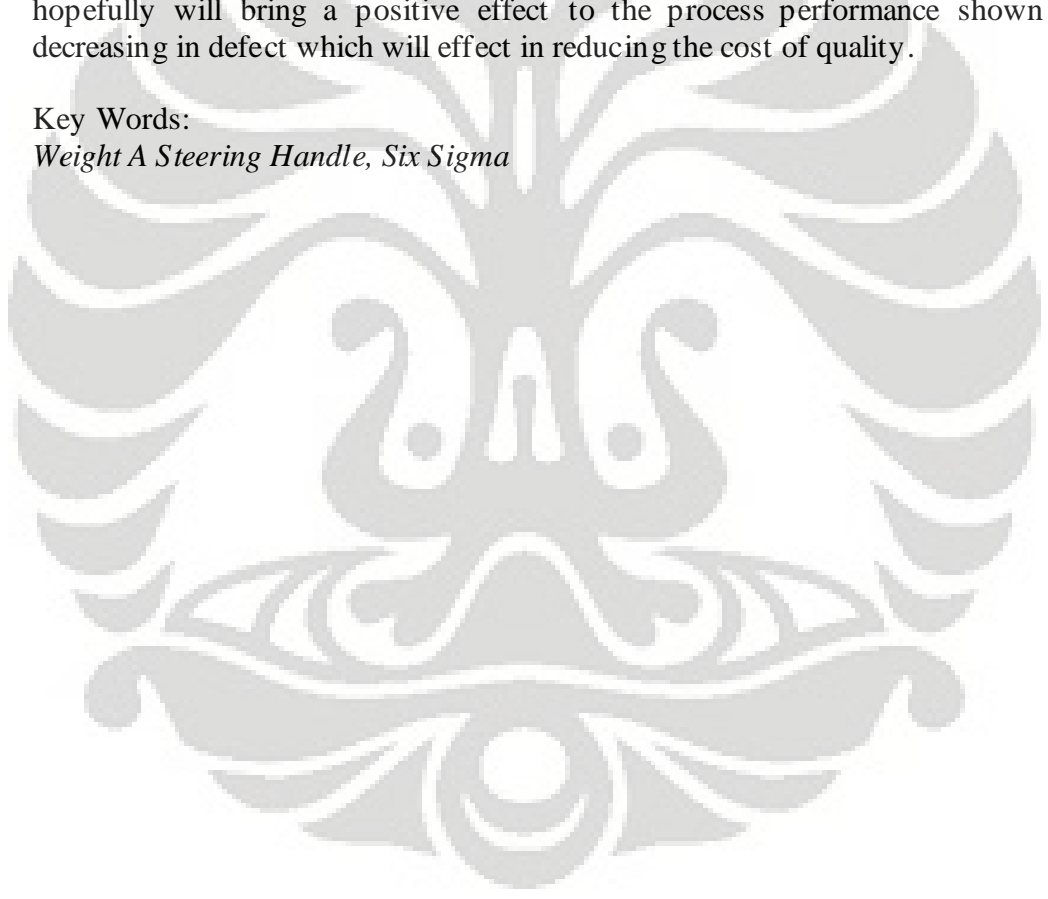 hopefully will bring a positive effect to the process performance shown
decreasing in defect which will effect in reducing the cost of quality.
Key Words:
Weight A Steering Handle, Six Sigma